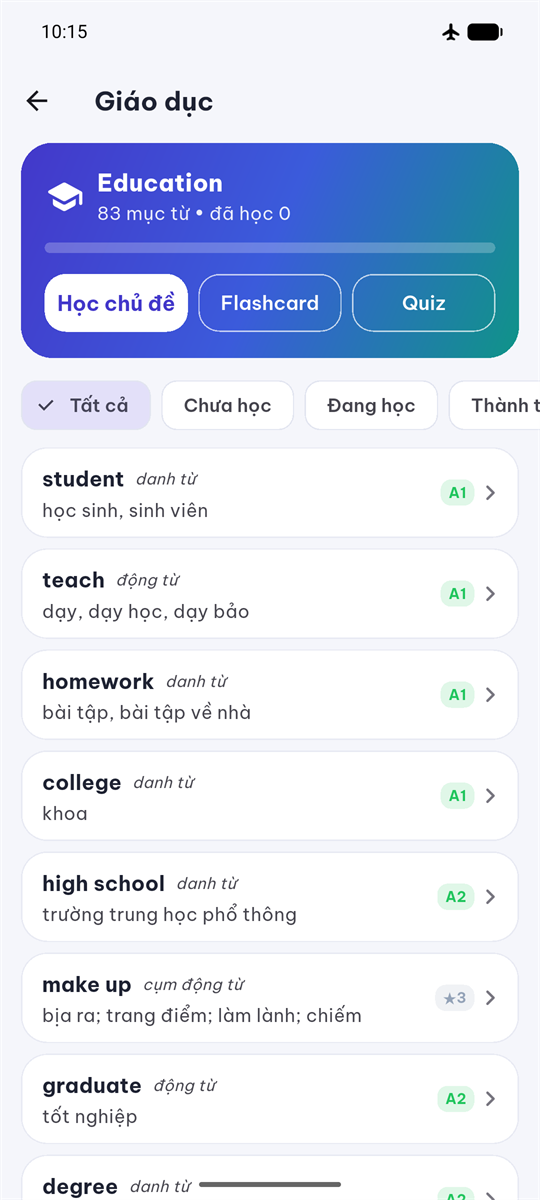 10:15
Giáo dục
Education
83 mục từ • đã học 0
Học chủ đề
Flashcard
Quiz
Tất cả
Chưa học
Đang học
Thành t
student danh từ
học sinh, sinh viên
A1
teach động từ
dạy, dạy học, dạy bảo
A1
homework danh từ
bài tập, bài tập về nhà
A1
college danh từ
khoa
A1
high school danh từ
trường trung học phổ thông
A2
make up cụm động từ
bịa ra; trang điểm; làm lành; chiếm
★3
graduate động từ
tốt nghiệp
A2
degree danh từ
A2